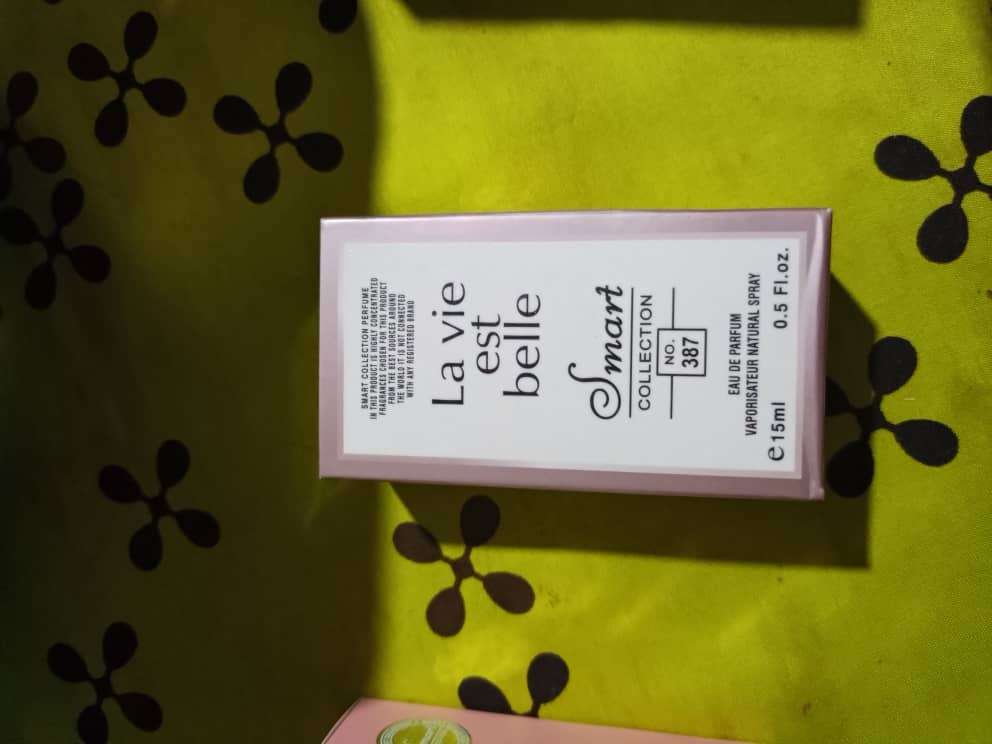 SMART COLLECTION PERFUME
IN THIS PRODUCT IS HIGHLY CONCENTRATED
FRAGRANCES CHOSEN FOR THIS PRODUCT
FROM THE BEST SOURCES AROUND
THE WORLD IT IS NOT CONNECTED
WITH ANY REGISTERED BRAND
La vie
est
belle
Smart
COLLECTION
NO.
387
EAU DE PARFUM
VAPORISATEUR NATURAL SPRAY
e 15ml 0.5 Fl.oz.